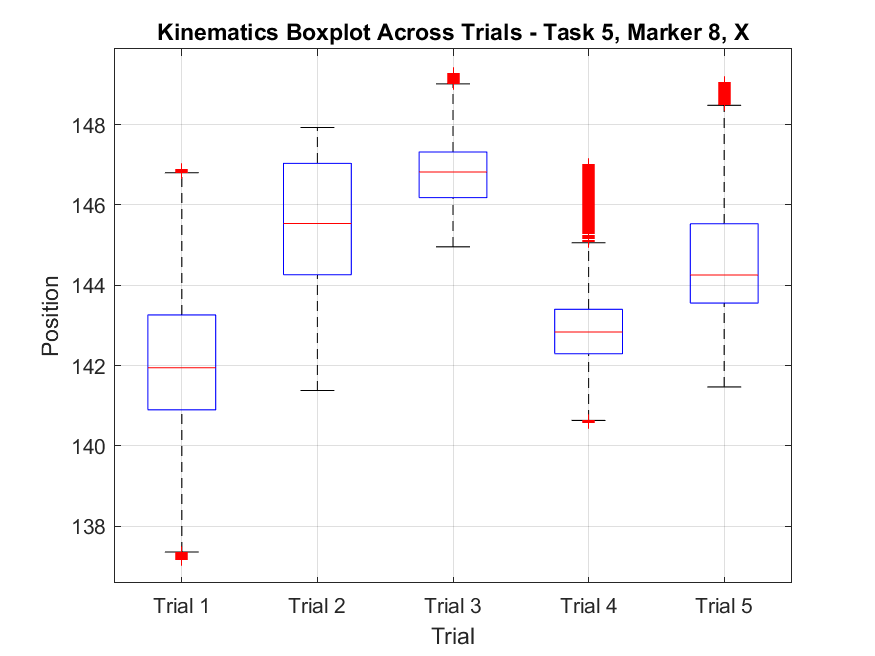 Kinematics Boxplot Across Trials - Task 5, Marker 8, X
148
146
144
142
140
138
Position
Trial 1 Trial 2 Trial 3 Trial 4 Trial 5
Trial